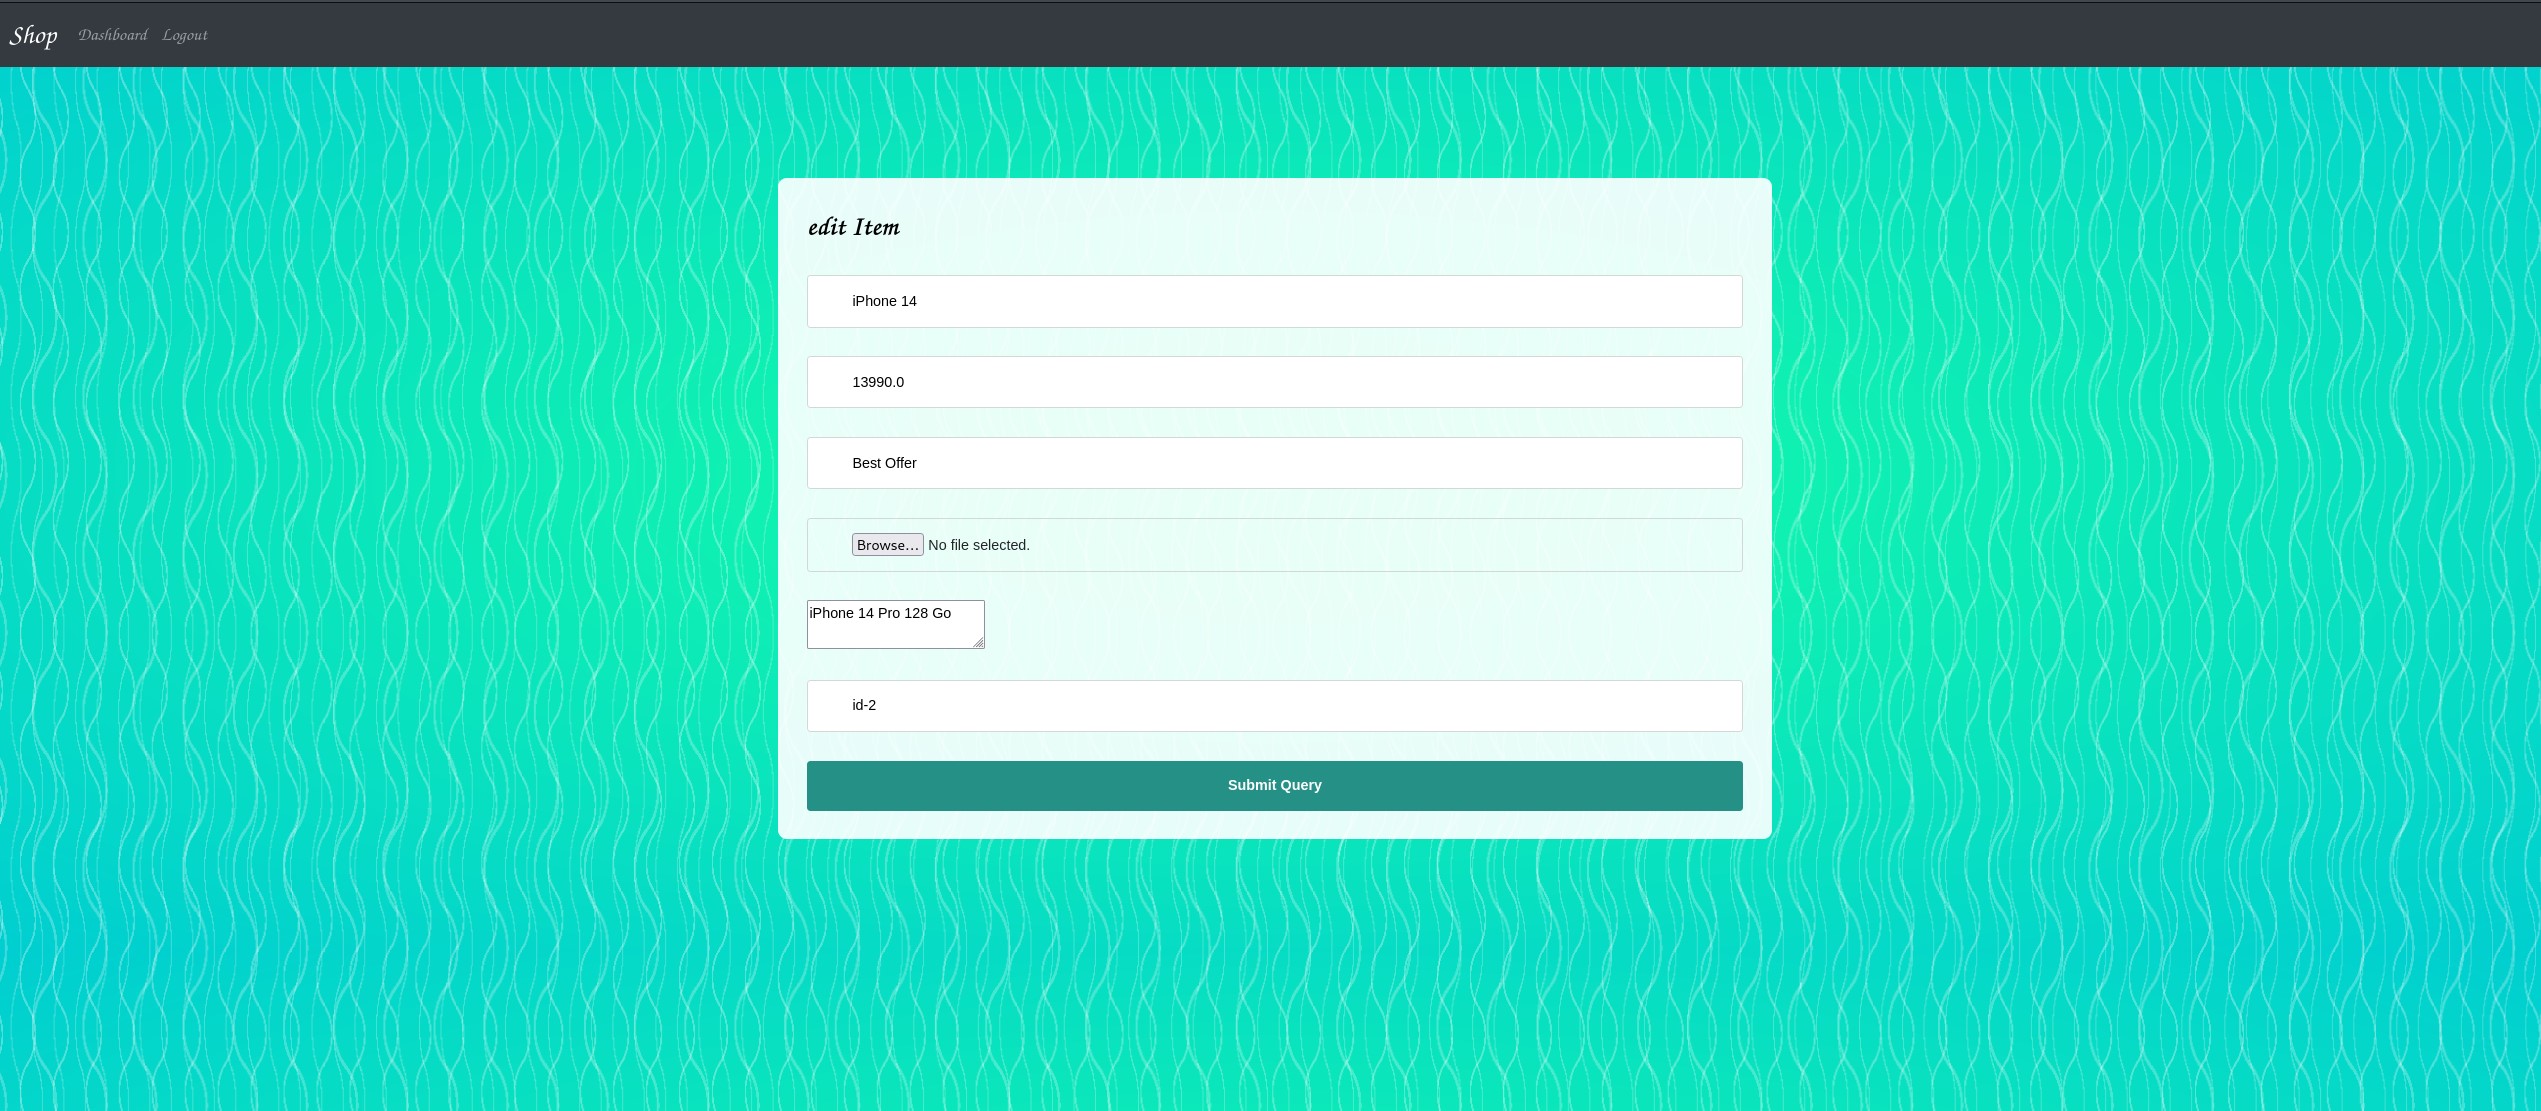 Shop Dashboard Logout
edit Item
iPhone 14
13990.0
Best Offer
Browse... No file selected.
iPhone 14 Pro 128 Go
id-2
Submit Query